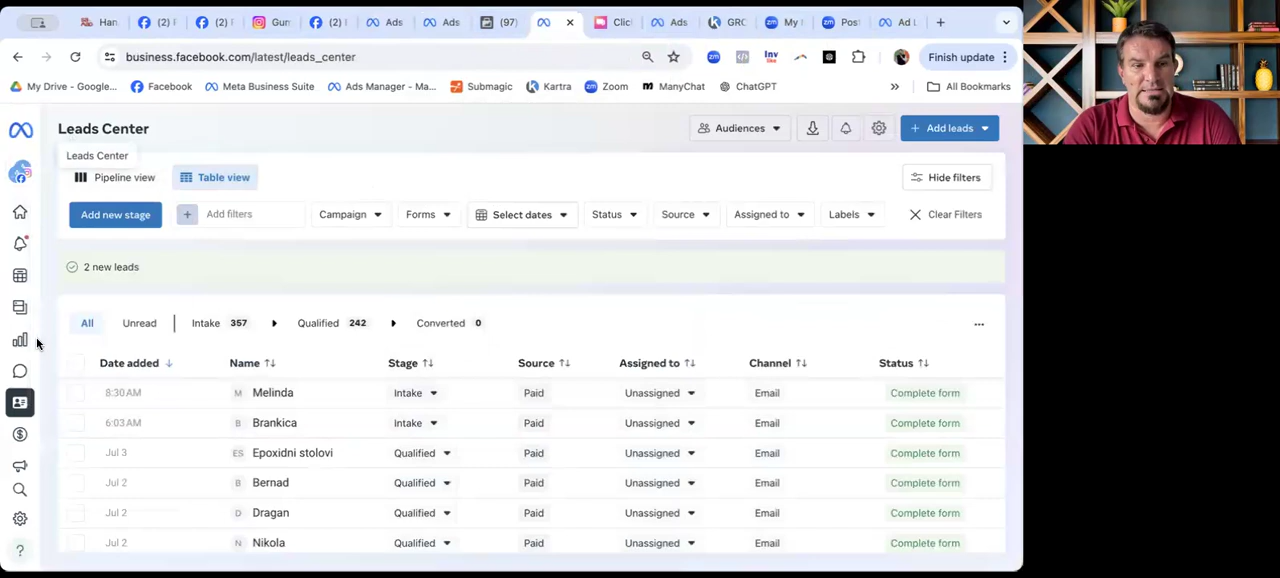 Han
(2) F
(2) F
Gun
(2) I
Ads
Ads
(97)
Clic
Ads
GRC
My I
Post
Ad L
business.facebook.com/latest/leads_center
Inv
Finish update
My Drive - Google...
Facebook
Meta Business Suite
Ads Manager - Ma...
Submagic
Kartra
Zoom
ManyChat
ChatGPT
All Bookmarks
Leads Center
Audiences
+ Add leads
Leads Center
Pipeline view
Table view
Hide filters
Add new stage
+ Add filters
Campaign
Forms
Select dates
Status
Source
Assigned to
Labels
Clear Filters
2 new leads
All
Unread
Intake 357
Qualified 242
Converted 0
...
Date added
Name
Stage
Source
Assigned to
Channel
Status
8:30 AM M Melinda Intake Paid Unassigned Email Complete form
6:03 AM B Brankica Intake Paid Unassigned Email Complete form
Jul 3 ES Epoxidni stolovi Qualified Paid Unassigned Email Complete form
Jul 2 B Bernad Qualified Paid Unassigned Email Complete form
Jul 2 D Dragan Qualified Paid Unassigned Email Complete form
Jul 2 N Nikola Qualified Paid Unassigned Email Complete form